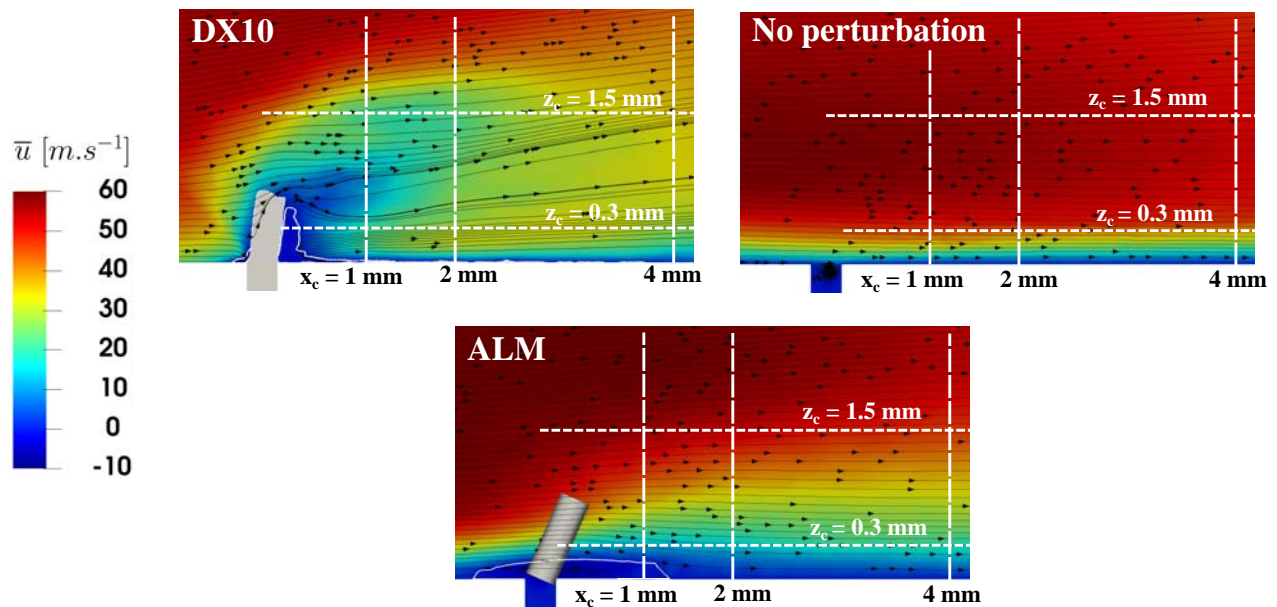 DX10
z_c = 1.5 mm
z_c = 0.3 mm
x_c = 1 mm
2 mm
4 mm
No perturbation
z_c = 1.5 mm
z_c = 0.3 mm
x_c = 1 mm
2 mm
4 mm
u̅ [m.s⁻¹]
60
50
40
30
20
10
0
-10
ALM
z_c = 1.5 mm
z_c = 0.3 mm
x_c = 1 mm
2 mm
4 mm